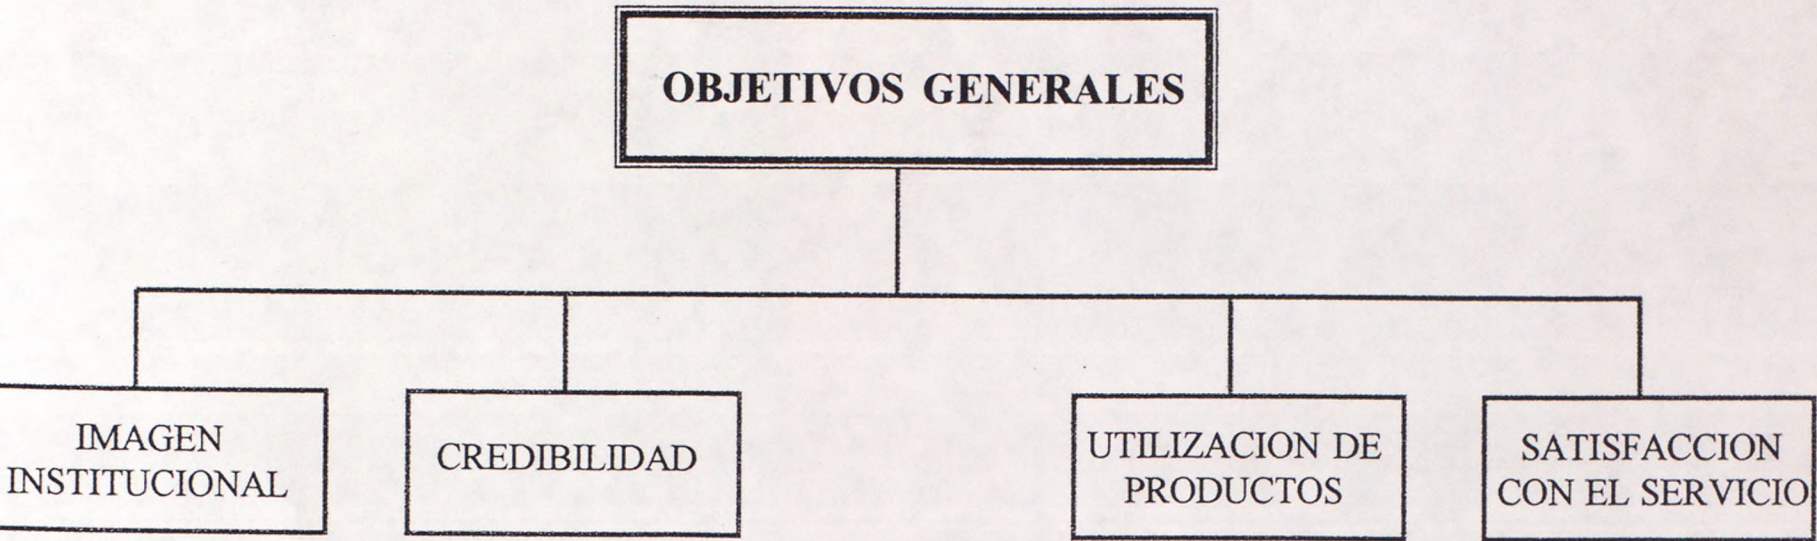 OBJETIVOS GENERALES
IMAGEN
INSTITUCIONAL
CREDIBILIDAD
UTILIZACION DE
PRODUCTOS
SATISFACCION
CON EL SERVICIO